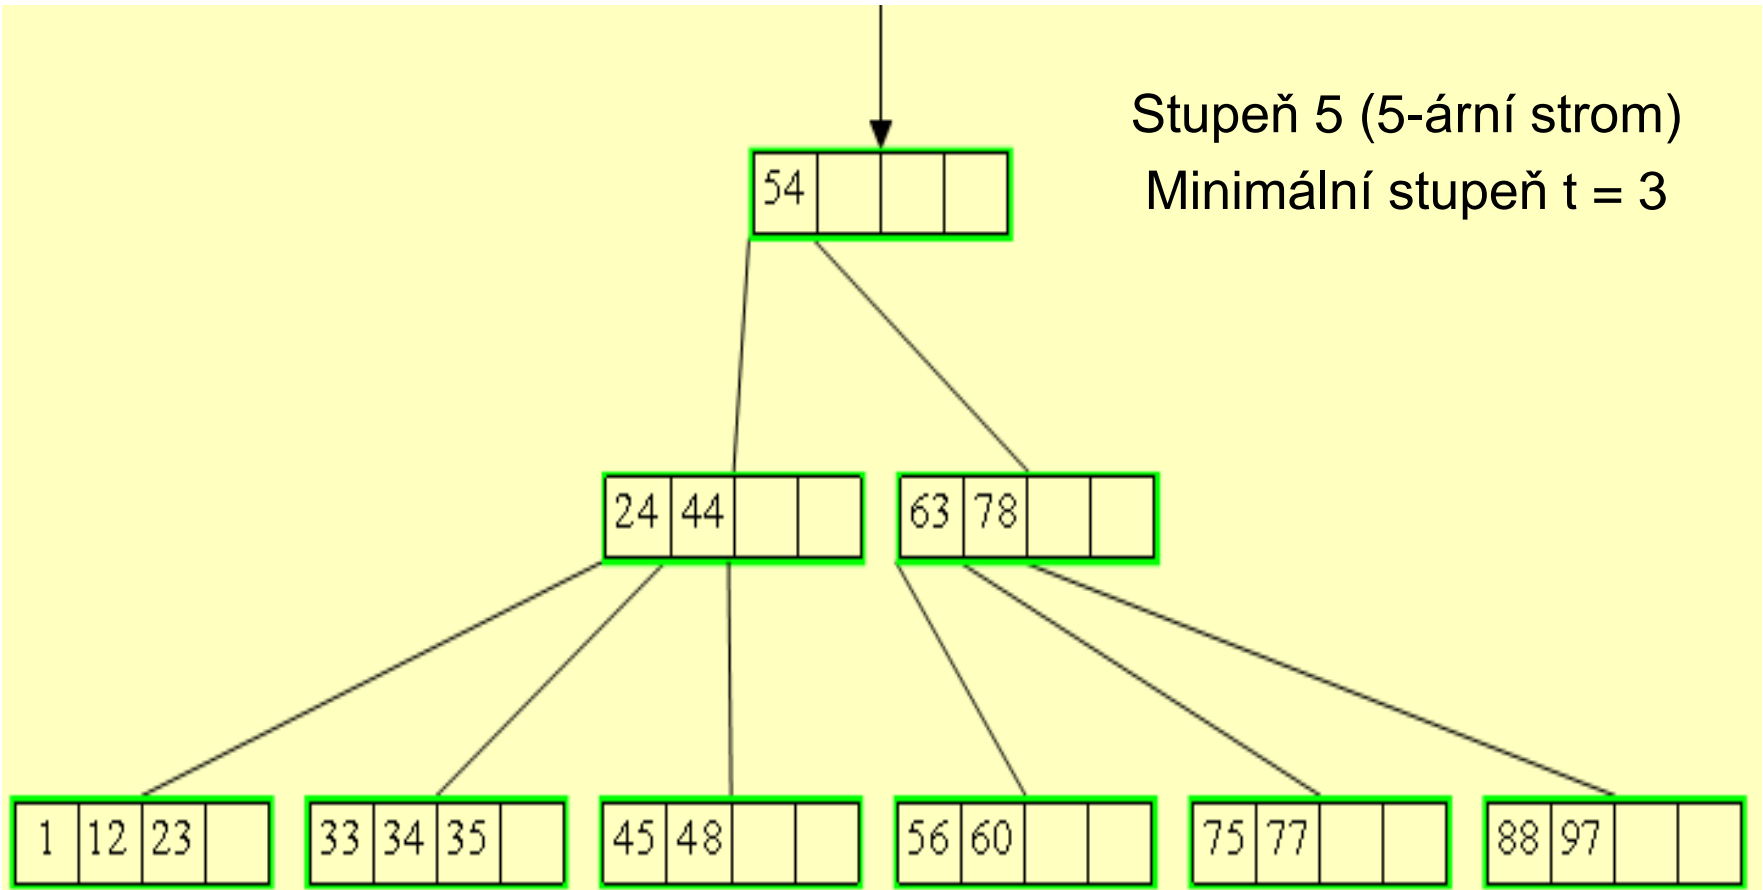 Stupeň 5 (5-ární strom)
Minimální stupeň t = 3
54
24 44
63 78
1 12 23
33 34 35
45 48
56 60
75 77
88 97